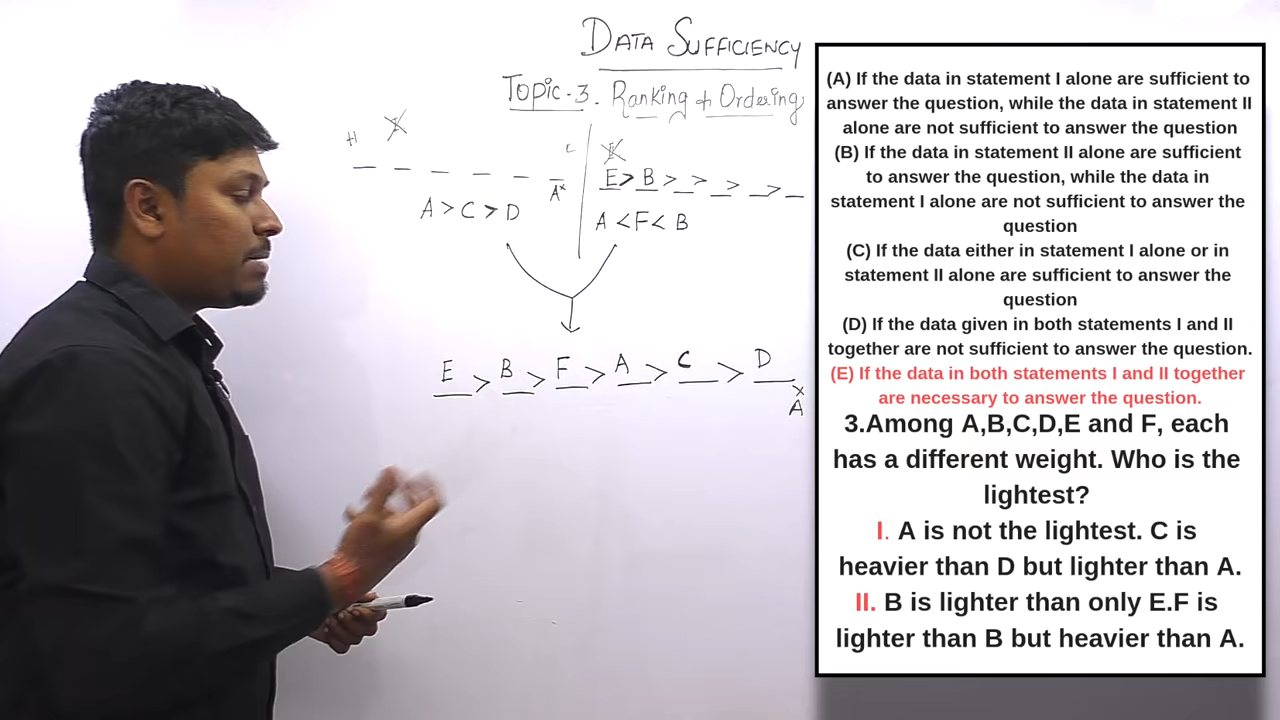 DATA SUFFICIENCY
Topic-3. Ranking & Ordering
H I L
A*
A > C > D
II
E > B > _ > _ > _ > _
A < F < B
E > B > F > A > C > D
x
A
(A) If the data in statement I alone are sufficient to
answer the question, while the data in statement II
alone are not sufficient to answer the question
(B) If the data in statement II alone are sufficient
to answer the question, while the data in
statement I alone are not sufficient to answer the
question
(C) If the data either in statement I alone or in
statement II alone are sufficient to answer the
question
(D) If the data given in both statements I and II
together are not sufficient to answer the question.
(E) If the data in both statements I and II together
are necessary to answer the question.
3.Among A,B,C,D,E and F, each
has a different weight. Who is the
lightest?
I. A is not the lightest. C is
heavier than D but lighter than A.
II. B is lighter than only E.F is
lighter than B but heavier than A.